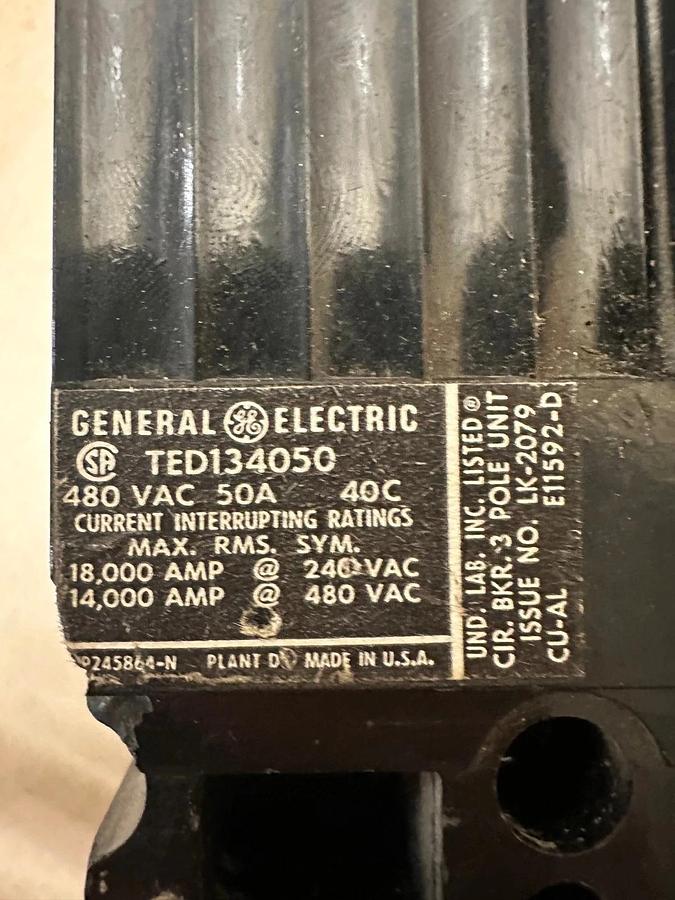 GENERAL GE ELECTRIC
SA TED134050
480 VAC 50A 40C
CURRENT INTERRUPTING RATINGS
MAX. RMS. SYM.
18,000 AMP @ 240 VAC
14,000 AMP @ 480 VAC
P245864-N PLANT D MADE IN U.S.A.
UND. LAB. INC. LISTED®
CIR. BKR. 3 POLE UNIT
ISSUE NO. LK-2079
CU-AL E11592-D